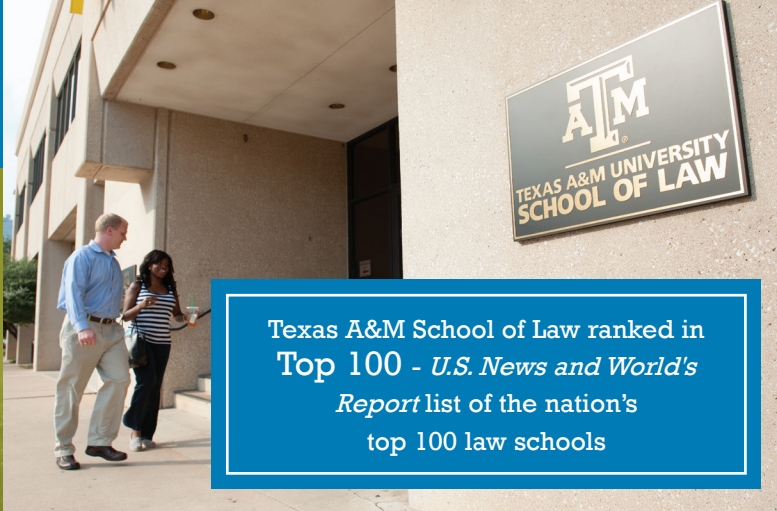 ATM
TEXAS A&M UNIVERSITY
SCHOOL OF LAW
Texas A&M School of Law ranked in
Top 100 - U.S. News and World's
Report list of the nation's
top 100 law schools